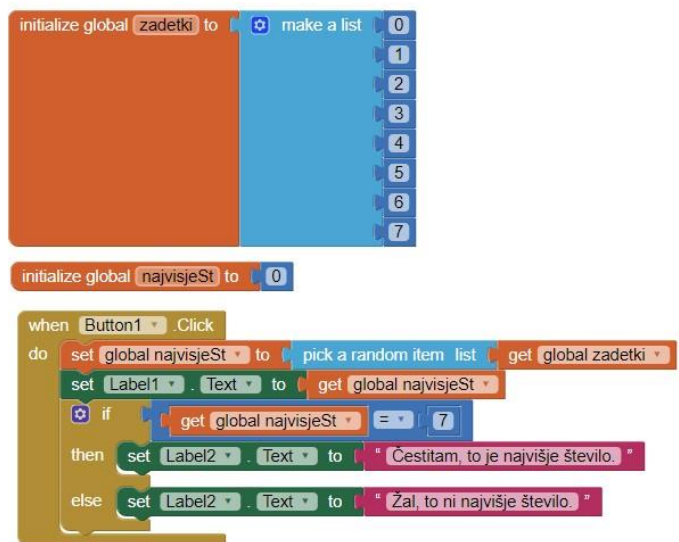 initialize global zadetki to make a list 0
1
2
3
4
5
6
7
initialize global najvisjeSt to 0
when Button1 .Click
do set global najvisjeSt to pick a random item list get global zadetki
set Label1 . Text to get global najvisjeSt
if get global najvisjeSt = 7
then set Label2 . Text to " Čestitam, to je najvišje število. "
else set Label2 . Text to " Žal, to ni najvišje število. "